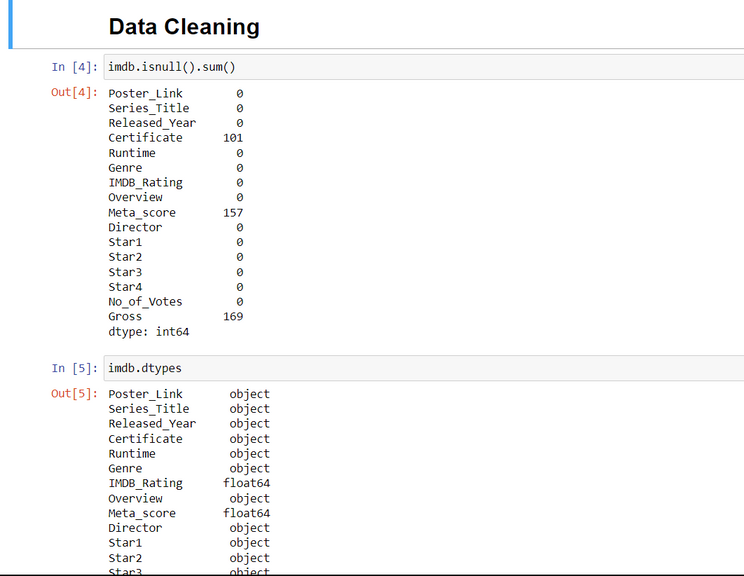 Data Cleaning
In [4]: imdb.isnull().sum()
Out[4]: Poster_Link 0
Series_Title 0
Released_Year 0
Certificate 101
Runtime 0
Genre 0
IMDB_Rating 0
Overview 0
Meta_score 157
Director 0
Star1 0
Star2 0
Star3 0
Star4 0
No_of_Votes 0
Gross 169
dtype: int64
In [5]: imdb.dtypes
Out[5]: Poster_Link object
Series_Title object
Released_Year object
Certificate object
Runtime object
Genre object
IMDB_Rating float64
Overview object
Meta_score float64
Director object
Star1 object
Star2 object
Star3 object